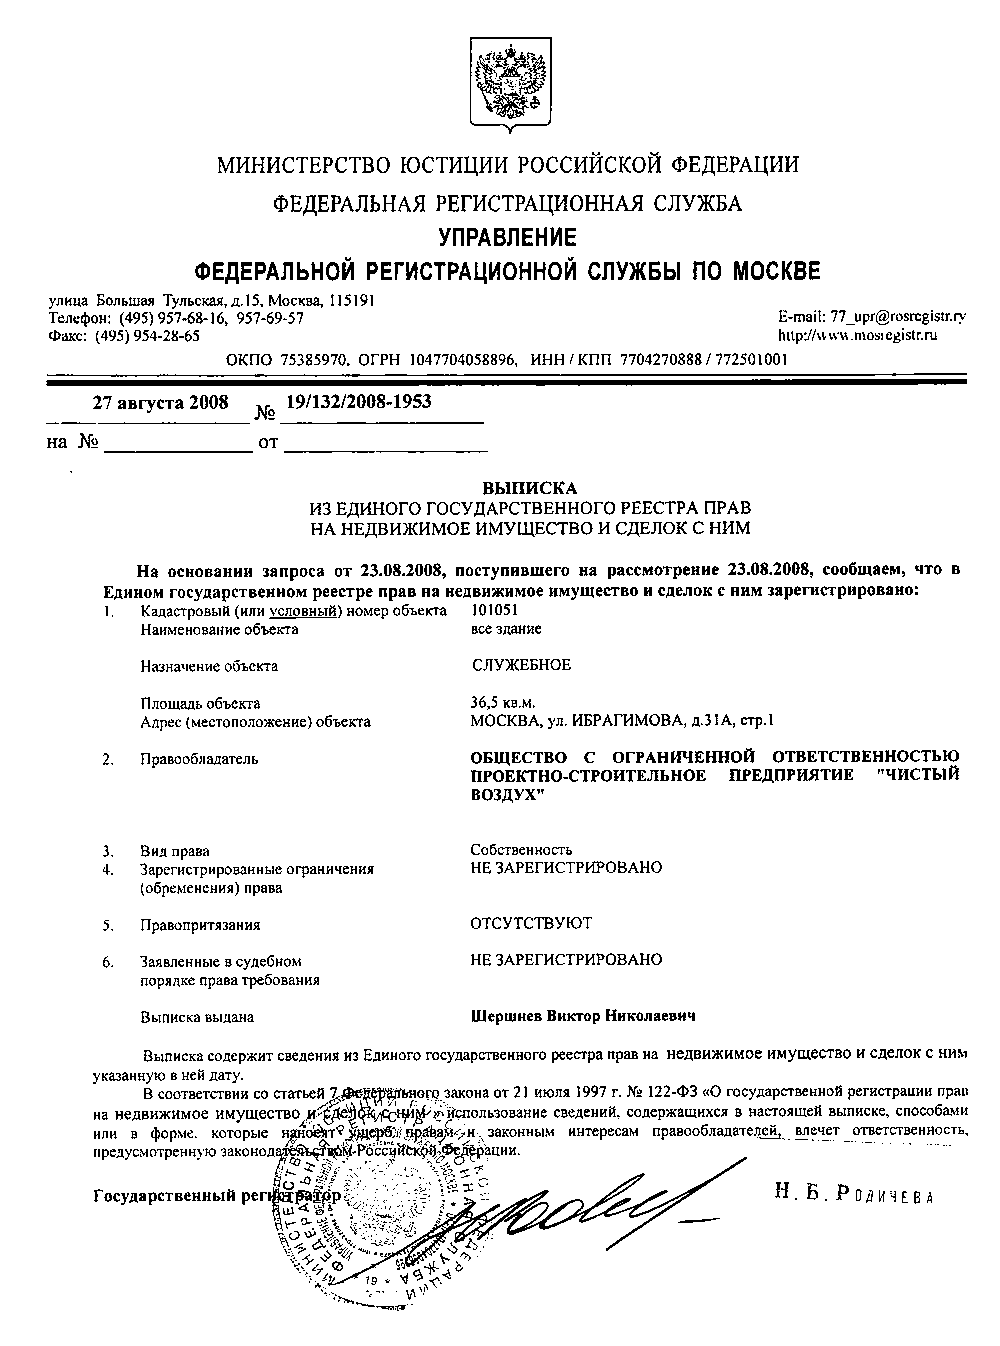 МИНИСТЕРСТВО ЮСТИЦИИ РОССИЙСКОЙ ФЕДЕРАЦИИ
ФЕДЕРАЛЬНАЯ РЕГИСТРАЦИОННАЯ СЛУЖБА
УПРАВЛЕНИЕ
ФЕДЕРАЛЬНОЙ РЕГИСТРАЦИОННОЙ СЛУЖБЫ ПО МОСКВЕ
улица Большая Тульская, д.15, Москва, 115191
Телефон: (495) 957-68-16, 957-69-57
E-mail: 77_upr@rosregistr.ry
Факс: (495) 954-28-65
http://www.mosregistr.ru
ОКПО 75385970, ОГРН 1047704058896, ИНН / КПП 7704270888 / 772501001
27 августа 2008 № 19/132/2008-1953
на № от
ВЫПИСКА
ИЗ ЕДИНОГО ГОСУДАРСТВЕННОГО РЕЕСТРА ПРАВ
НА НЕДВИЖИМОЕ ИМУЩЕСТВО И СДЕЛОК С НИМ
На основании запроса от 23.08.2008, поступившего на рассмотрение 23.08.2008, сообщаем, что в
Едином государственном реестре прав на недвижимое имущество и сделок с ним зарегистрировано:
1. Кадастровый (или условный) номер объекта 101051
Наименование объекта все здание
Назначение объекта СЛУЖЕБНОЕ
Площадь объекта 36,5 кв.м.
Адрес (местоположение) объекта МОСКВА, ул. ИБРАГИМОВА, д.31А, стр.1
2. Правообладатель ОБЩЕСТВО С ОГРАНИЧЕННОЙ ОТВЕТСТВЕННОСТЬЮ
ПРОЕКТНО-СТРОИТЕЛЬНОЕ ПРЕДПРИЯТИЕ "ЧИСТЫЙ
ВОЗДУХ"
3. Вид права Собственность
4. Зарегистрированные ограничения НЕ ЗАРЕГИСТРИРОВАНО
(обременения) права
5. Правопритязания ОТСУТСТВУЮТ
6. Заявленные в судебном НЕ ЗАРЕГИСТРИРОВАНО
порядке права требования
Выписка выдана Шершнев Виктор Николаевич
Выписка содержит сведения из Единого государственного реестра прав на недвижимое имущество и сделок с ним
указанную в ней дату.
В соответствии со статьей 7 Федерального закона от 21 июля 1997 г. № 122-ФЗ «О государственной регистрации прав
на недвижимое имущество и сделок с ним» использование сведений, содержащихся в настоящей выписке, способами
или в форме, которые наносят ущерб правам и законным интересам правообладателей, влечет ответственность,
предусмотренную законодательством Российской Федерации.
Государственный регистратор
Н. Б. Родичева